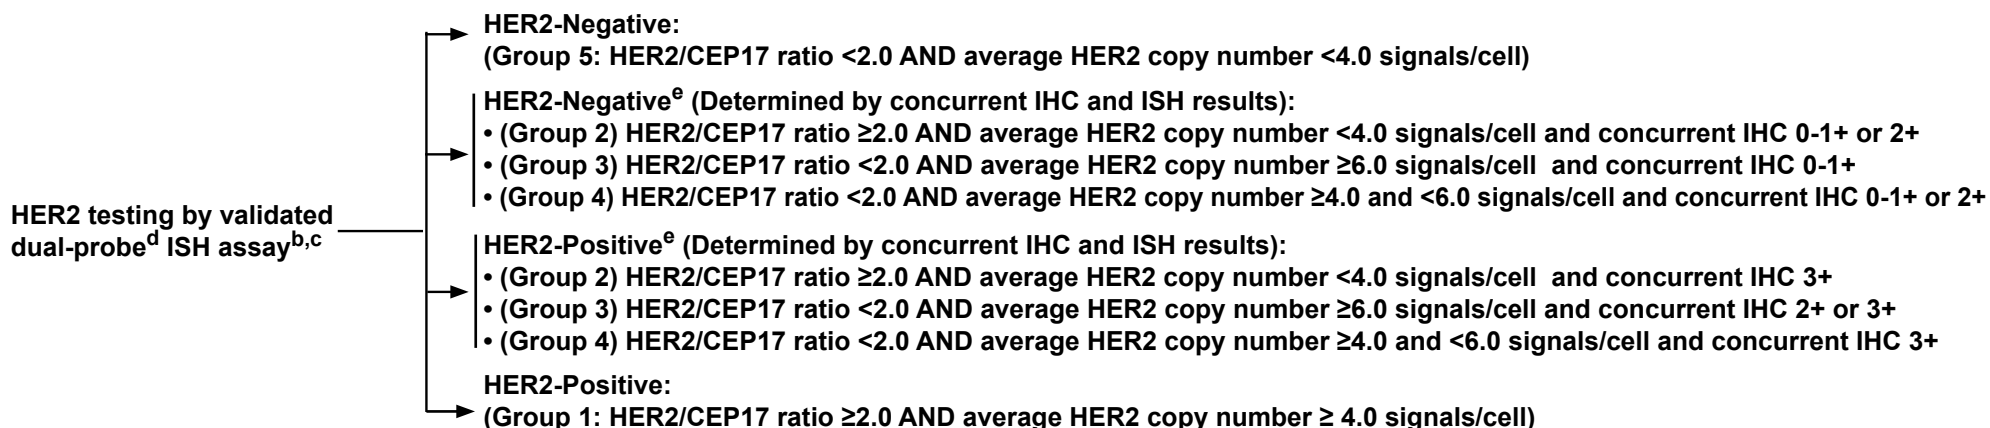 HER2-Negative:
(Group 5: HER2/CEP17 ratio <2.0 AND average HER2 copy number <4.0 signals/cell)
HER2-Negativeᵉ (Determined by concurrent IHC and ISH results):
• (Group 2) HER2/CEP17 ratio ≥2.0 AND average HER2 copy number <4.0 signals/cell and concurrent IHC 0-1+ or 2+
• (Group 3) HER2/CEP17 ratio <2.0 AND average HER2 copy number ≥6.0 signals/cell and concurrent IHC 0-1+
• (Group 4) HER2/CEP17 ratio <2.0 AND average HER2 copy number ≥4.0 and <6.0 signals/cell and concurrent IHC 0-1+ or 2+
HER2 testing by validated
dual-probeᵈ ISH assayᵇ,ᶜ
HER2-Positiveᵉ (Determined by concurrent IHC and ISH results):
• (Group 2) HER2/CEP17 ratio ≥2.0 AND average HER2 copy number <4.0 signals/cell and concurrent IHC 3+
• (Group 3) HER2/CEP17 ratio <2.0 AND average HER2 copy number ≥6.0 signals/cell and concurrent IHC 2+ or 3+
• (Group 4) HER2/CEP17 ratio <2.0 AND average HER2 copy number ≥4.0 and <6.0 signals/cell and concurrent IHC 3+
HER2-Positive:
(Group 1: HER2/CEP17 ratio ≥2.0 AND average HER2 copy number ≥ 4.0 signals/cell)